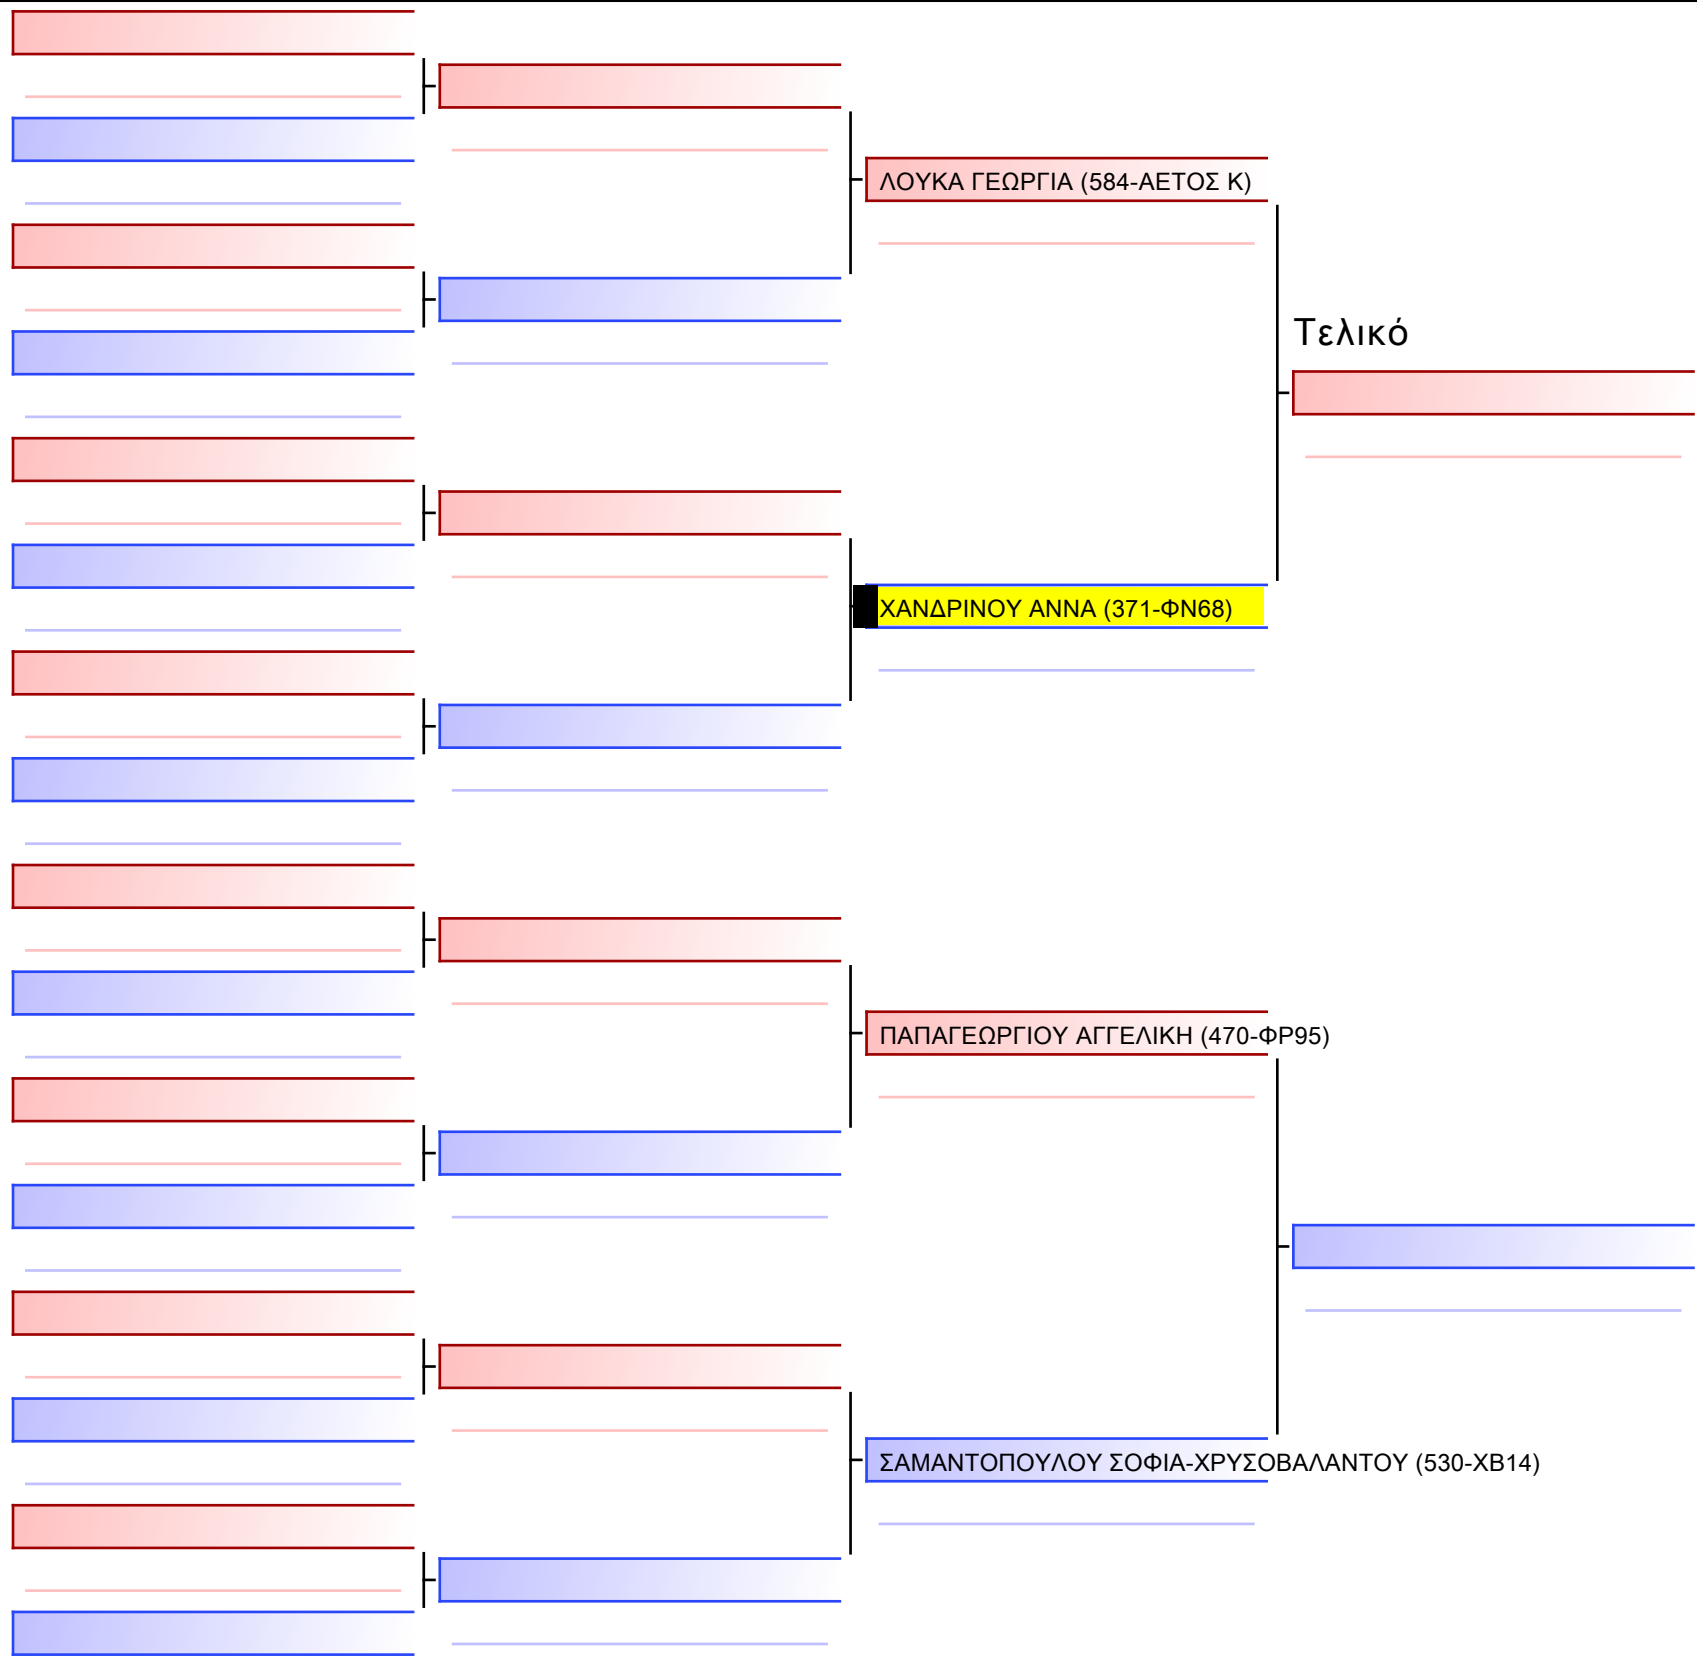 ΛΟΥΚΑ ΓΕΩΡΓΙΑ (584-ΑΕΤΟΣ Κ)
Τελικό
ΧΑΝΔΡΙΝΟΥ ΑΝΝΑ (371-ΦΝ68)
ΠΑΠΑΓΕΩΡΓΙΟΥ ΑΓΓΕΛΙΚΗ (470-ΦΡ95)
ΣΑΜΑΝΤΟΠΟΥΛΟΥ ΣΟΦΙΑ-ΧΡΥΣΟΒΑΛΑΝΤΟΥ (530-ΧΒ14)